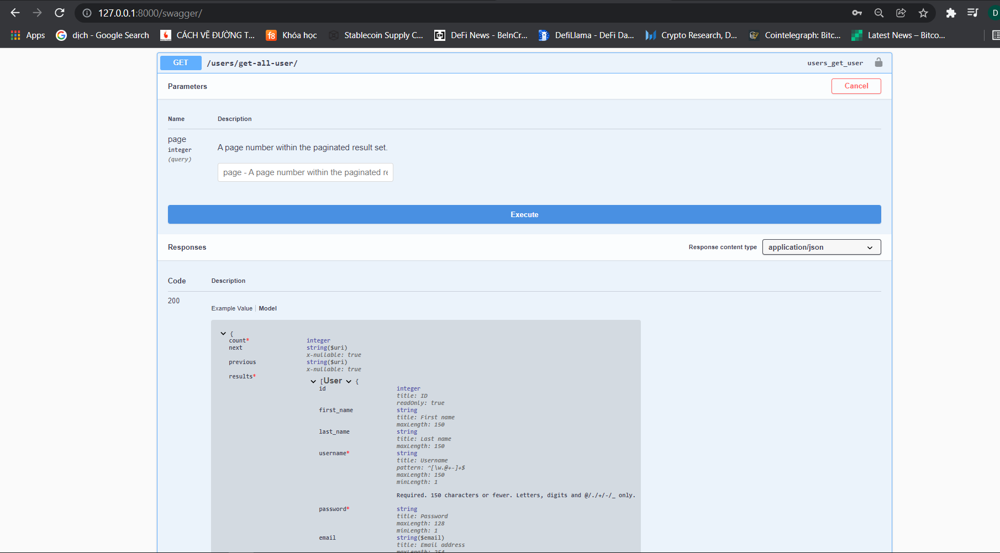 127.0.0.1:8000/swagger/
D
Apps
dịch - Google Search
CÁCH VẼ ĐƯỜNG T...
f8
Khóa học
Stablecoin Supply C...
DeFi News - BeInCr...
DefiLlama - DeFi Da...
Crypto Research, D...
Cointelegraph: Bitc...
Latest News – Bitco...
GET /users/get-all-user/ users_get_user
Parameters Cancel
Name Description
page
integer
(query)
A page number within the paginated result set.
page - A page number within the paginated re
Execute
Responses Response content type application/json
Code Description
200
Example Value Model
{
count* integer
next string($uri)
x-nullable: true
previous string($uri)
x-nullable: true
results*
[User {
id integer
title: ID
readOnly: true
first_name string
title: First name
maxLength: 150
last_name string
title: Last name
maxLength: 150
username* string
title: Username
pattern: ^[\w.@+-]+$
maxLength: 150
minLength: 1
Required. 150 characters or fewer. Letters, digits and @/./+/-/_ only.
password* string
title: Password
maxLength: 128
minLength: 1
email string($email)
title: Email address
maxLength: 254